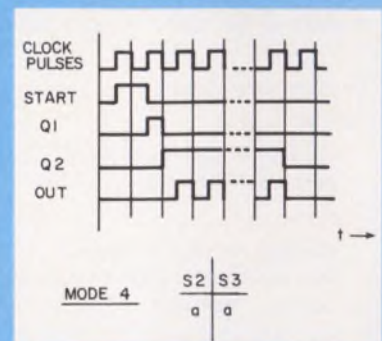 CLOCK
PULSES
START
Q1
Q2
OUT
t →
MODE 4
S2 S3
a a